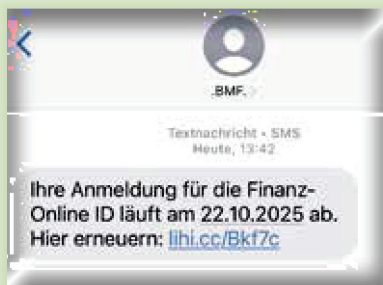 .BMF.
Textnachricht • SMS
Heute, 13:42
Ihre Anmeldung für die Finanz-
Online ID läuft am 22.10.2025 ab.
Hier erneuern: lihi.cc/Bkf7c